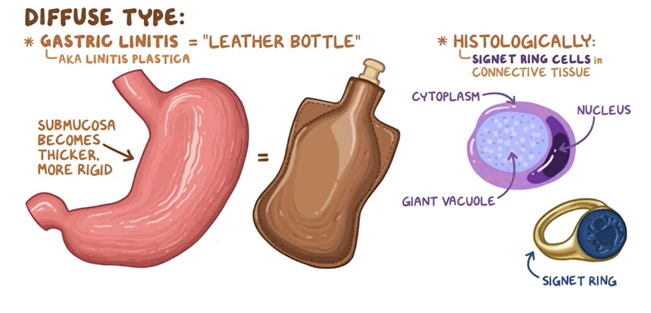 DIFFUSE TYPE:
* GASTRIC LINITIS = "LEATHER BOTTLE"
AKA LINITIS PLASTICA
SUBMUCOSA
BECOMES
THICKER,
MORE RIGID
=
* HISTOLOGICALLY:
SIGNET RING CELLS in
CONNECTIVE TISSUE
CYTOPLASM
NUCLEUS
GIANT VACUOLE
SIGNET RING